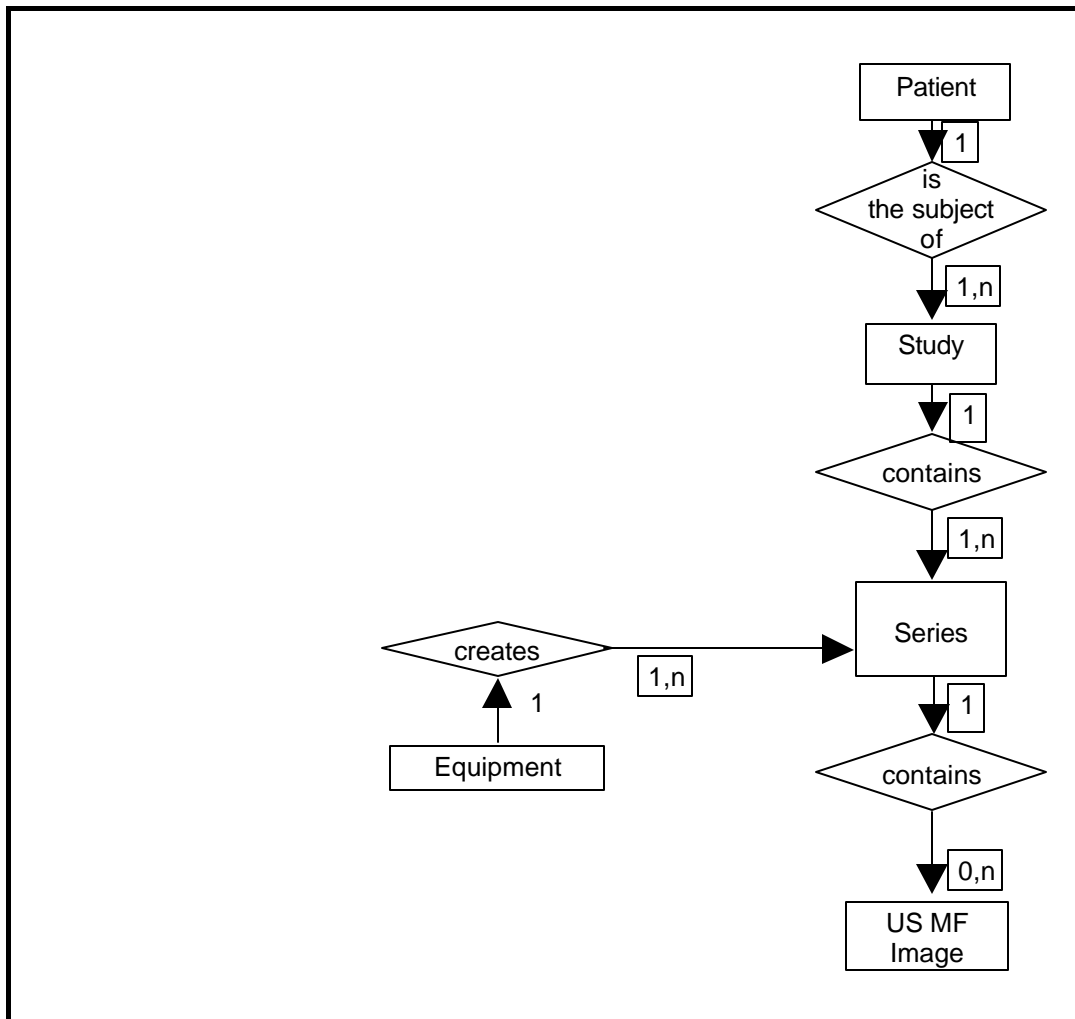 Patient
1
is
the subject
of
1,n
Study
1
contains
1,n
Series
creates
1,n
1
1
Equipment
contains
0,n
US MF
Image